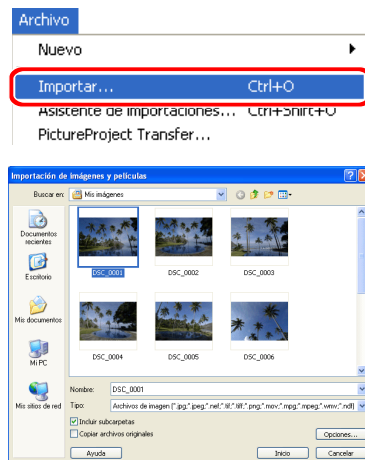 Archivo
Nuevo
Importar... Ctrl+O
Asistente de importaciones... Ctrl+Shift+O
PictureProject Transfer...
Importación de imágenes y películas
Buscar en: Mis imágenes
Documentos recientes
Escritorio
Mis documentos
Mi PC
Mis sitios de red
DSC_0001 DSC_0002 DSC_0003
DSC_0004 DSC_0005 DSC_0006
Nombre: DSC_0001
Tipo: Archivos de imagen (*.jpg;*.jpeg;*.nef;*.tif;*.tiff;*.png;*.mov;*.mpg;*.mpeg;*.wmv;*.ndf)
Incluir subcarpetas
Copiar archivos originales
Opciones...
Ayuda Inicio Cancelar